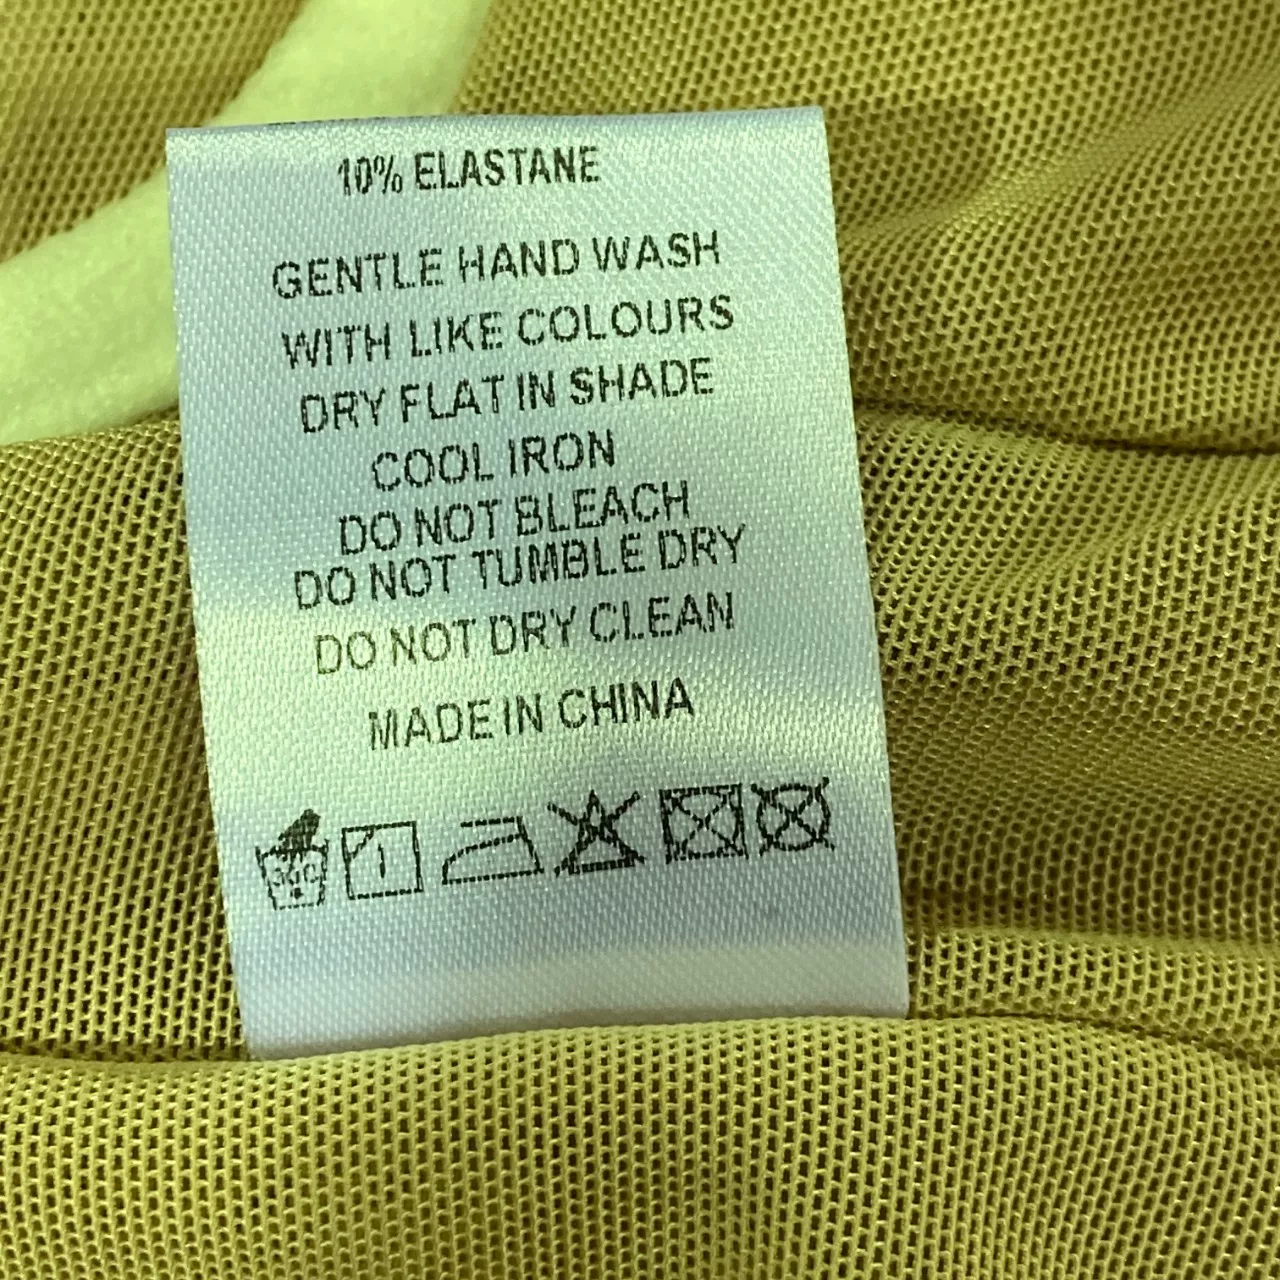 10% ELASTANE
GENTLE HAND WASH
WITH LIKE COLOURS
DRY FLAT IN SHADE
COOL IRON
DO NOT BLEACH
DO NOT TUMBLE DRY
DO NOT DRY CLEAN
MADE IN CHINA
30C